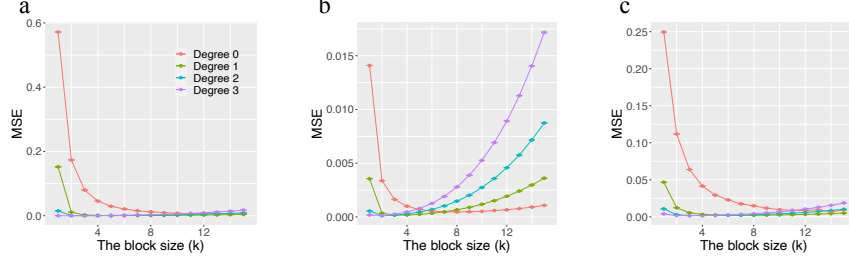 a
0.6
0.4
0.2
0.0
MSE
Degree 0
Degree 1
Degree 2
Degree 3
4
8
12
The block size (k)
b
0.015
0.010
0.005
0.000
MSE
4
8
12
The block size (k)
c
0.25
0.20
0.15
0.10
0.05
0.00
MSE
4
8
12
The block size (k)